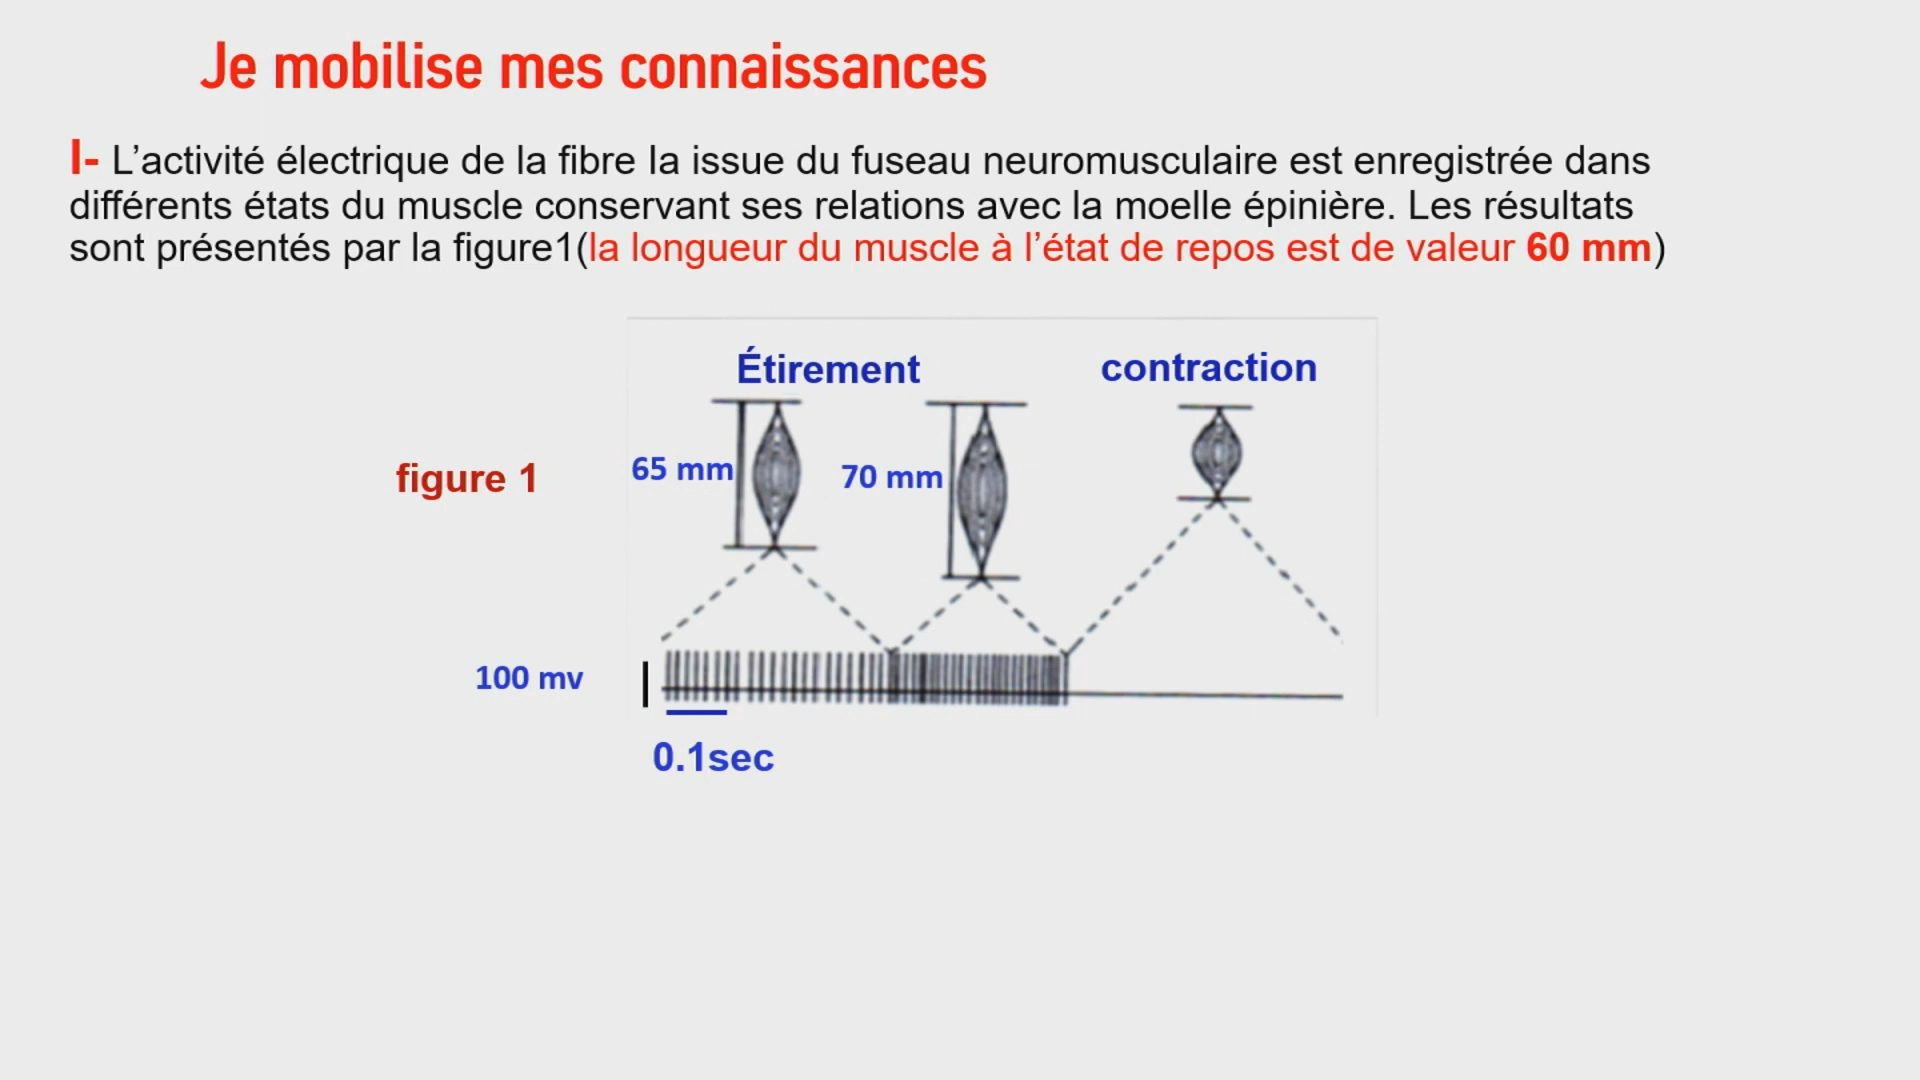 Je mobilise mes connaissances
I- L’activité électrique de la fibre la issue du fuseau neuromusculaire est enregistrée dans
différents états du muscle conservant ses relations avec la moelle épinière. Les résultats
sont présentés par la figure1(la longueur du muscle à l’état de repos est de valeur 60 mm)
Étirement
contraction
figure 1
65 mm
70 mm
100 mv
0.1sec